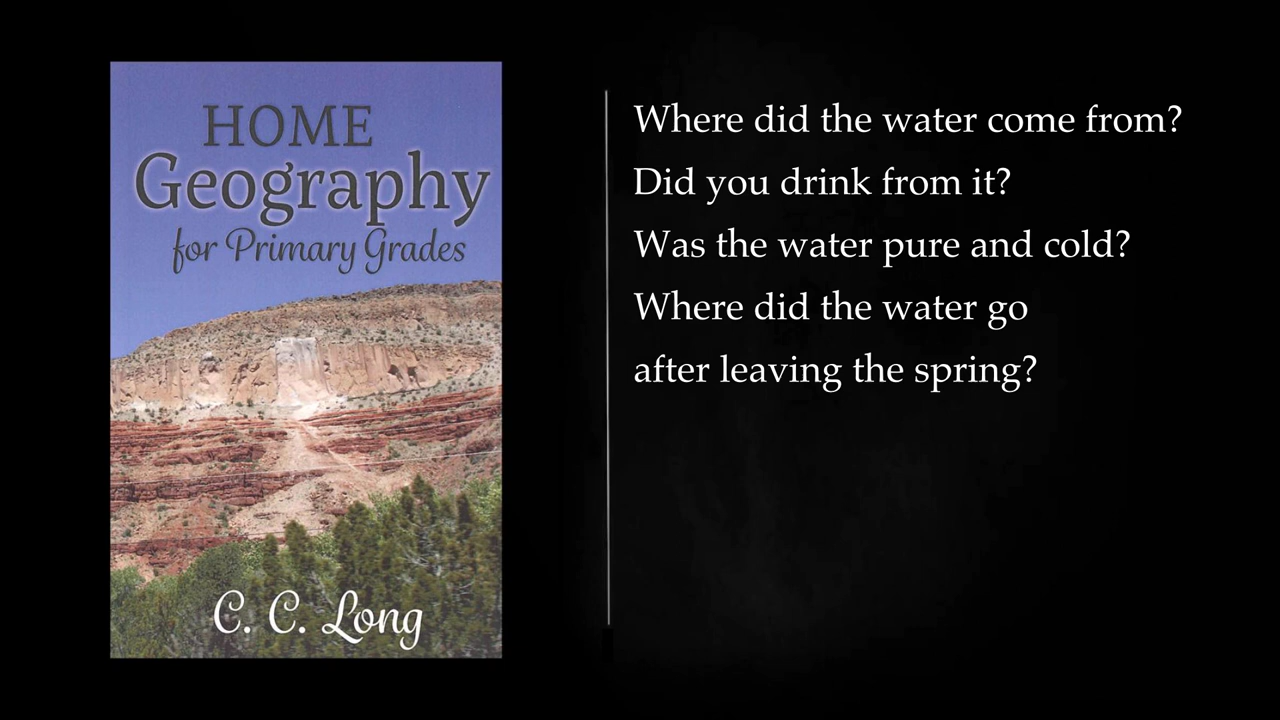 HOME
Geography
for Primary Grades
C. C. Long
Where did the water come from?
Did you drink from it?
Was the water pure and cold?
Where did the water go
after leaving the spring?